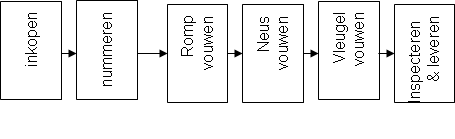 inkopen
nummeren
Romp
vouwen
Neus
vouwen
Vleugel
vouwen
Inspecteren
& leveren